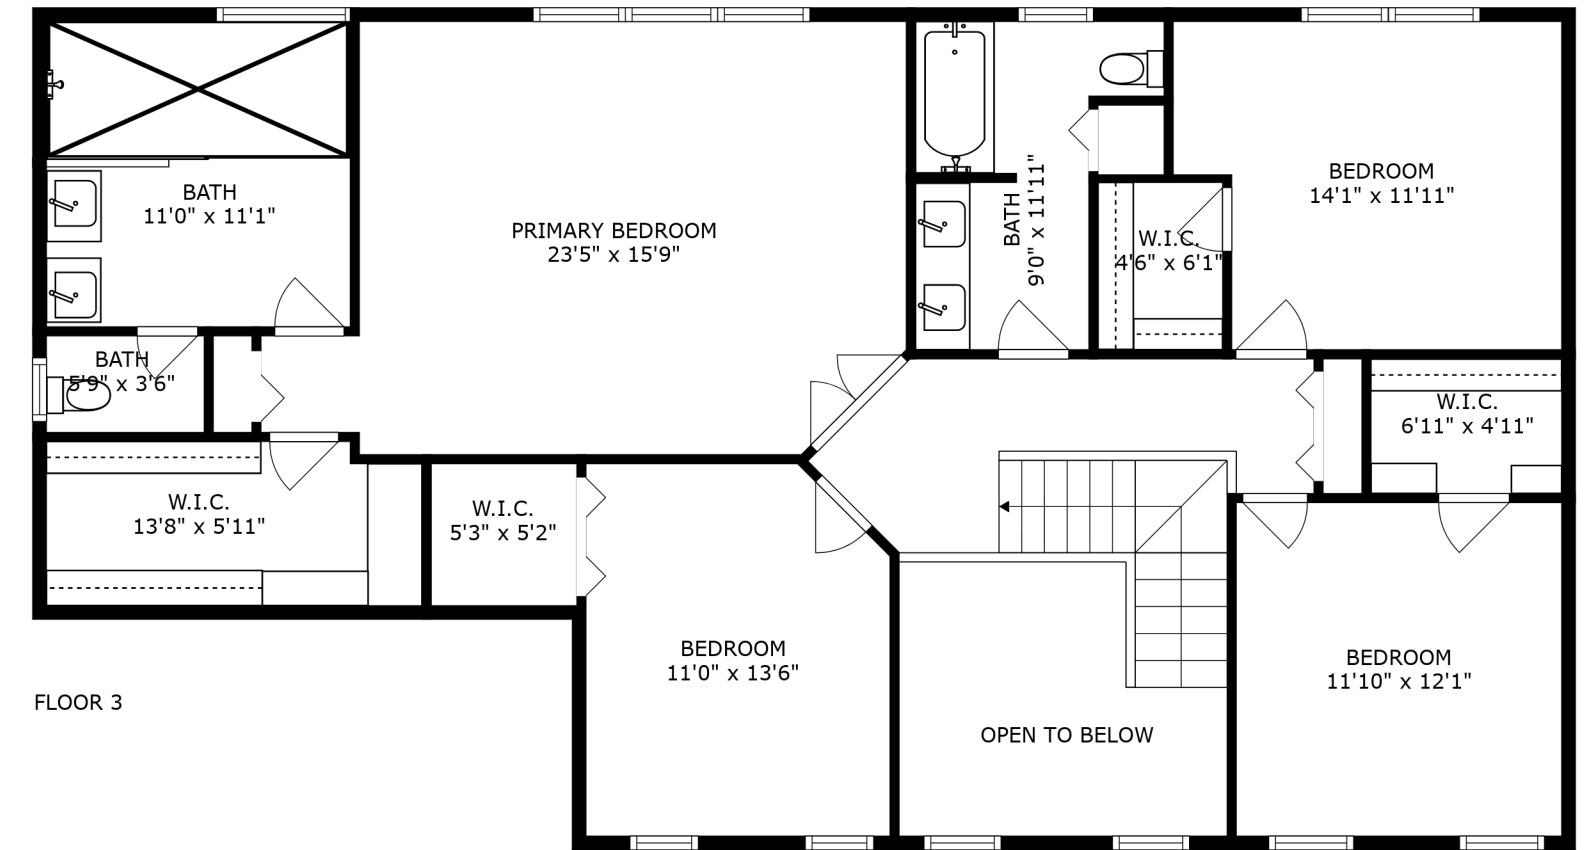 BATH
11'0" x 11'1"
PRIMARY BEDROOM
23'5" x 15'9"
BATH
9'0" x 11'11"
BEDROOM
14'1" x 11'11"
W.I.C.
4'6" x 6'1"
BATH
5'9" x 3'6"
W.I.C.
6'11" x 4'11"
W.I.C.
13'8" x 5'11"
W.I.C.
5'3" x 5'2"
BEDROOM
11'0" x 13'6"
BEDROOM
11'10" x 12'1"
FLOOR 3
OPEN TO BELOW